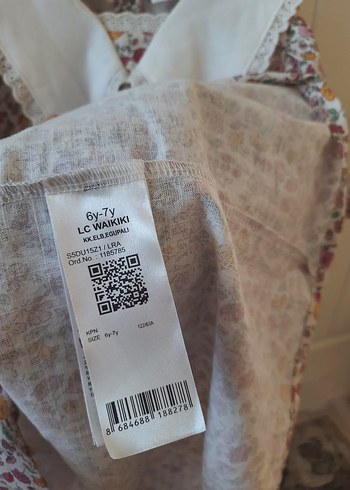 6y-7y
LC WAIKIKI
KK.ELB.EGUPALI
S5DU15Z1 / LRA
Ord.No.: 1185785
KPN.
SIZE 6y-7y
8 684688 188278